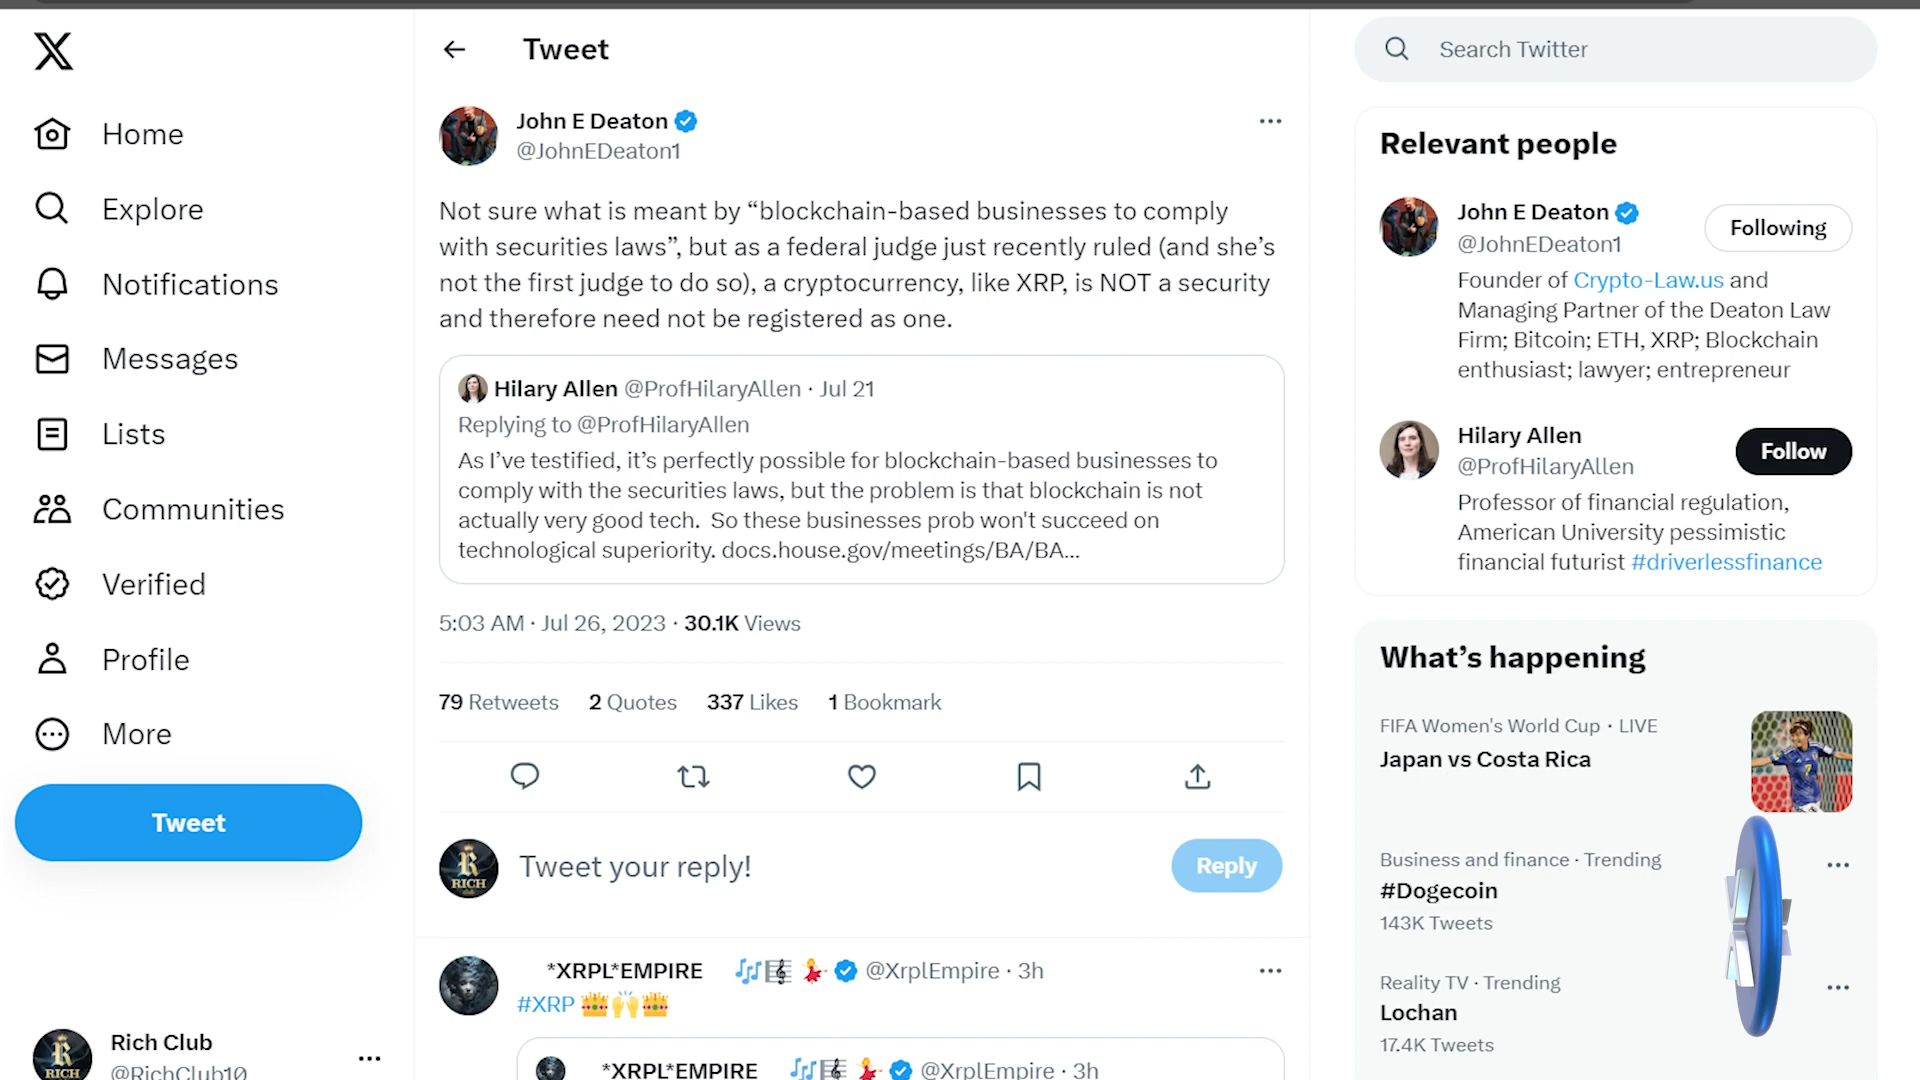 Tweet
Search Twitter
Home
Explore
Notifications
Messages
Lists
Communities
Verified
Profile
More
Tweet
Rich Club
@RichClub10
John E Deaton
@JohnEDeaton1
Not sure what is meant by “blockchain-based businesses to comply
with securities laws”, but as a federal judge just recently ruled (and she’s
not the first judge to do so), a cryptocurrency, like XRP, is NOT a security
and therefore need not be registered as one.
Hilary Allen @ProfHilaryAllen · Jul 21
Replying to @ProfHilaryAllen
As I’ve testified, it’s perfectly possible for blockchain-based businesses to
comply with the securities laws, but the problem is that blockchain is not
actually very good tech. So these businesses prob won't succeed on
technological superiority. docs.house.gov/meetings/BA/BA...
5:03 AM · Jul 26, 2023 · 30.1K Views
79 Retweets 2 Quotes 337 Likes 1 Bookmark
RICH
Tweet your reply!
Reply
*XRPL*EMPIRE 🎶🎼💃 @XrplEmpire · 3h
#XRP 👑🙌👑
*XRPL*EMPIRE 🎶🎼💃 @XrplEmpire · 3h
Relevant people
John E Deaton
@JohnEDeaton1
Following
Founder of Crypto-Law.us and
Managing Partner of the Deaton Law
Firm; Bitcoin; ETH, XRP; Blockchain
enthusiast; lawyer; entrepreneur
Hilary Allen
@ProfHilaryAllen
Follow
Professor of financial regulation,
American University pessimistic
financial futurist #driverlessfinance
What’s happening
FIFA Women's World Cup · LIVE
Japan vs Costa Rica
Business and finance · Trending
#Dogecoin
143K Tweets
Reality TV · Trending
Lochan
17.4K Tweets
RICH